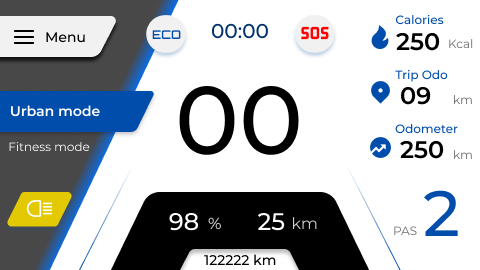 Menu
ECO
00:00
SOS
Calories
250 Kcal
Urban mode
Fitness mode
00
Trip Odo
09 km
Odometer
250 km
98 % 25 km
PAS 2
122222 km